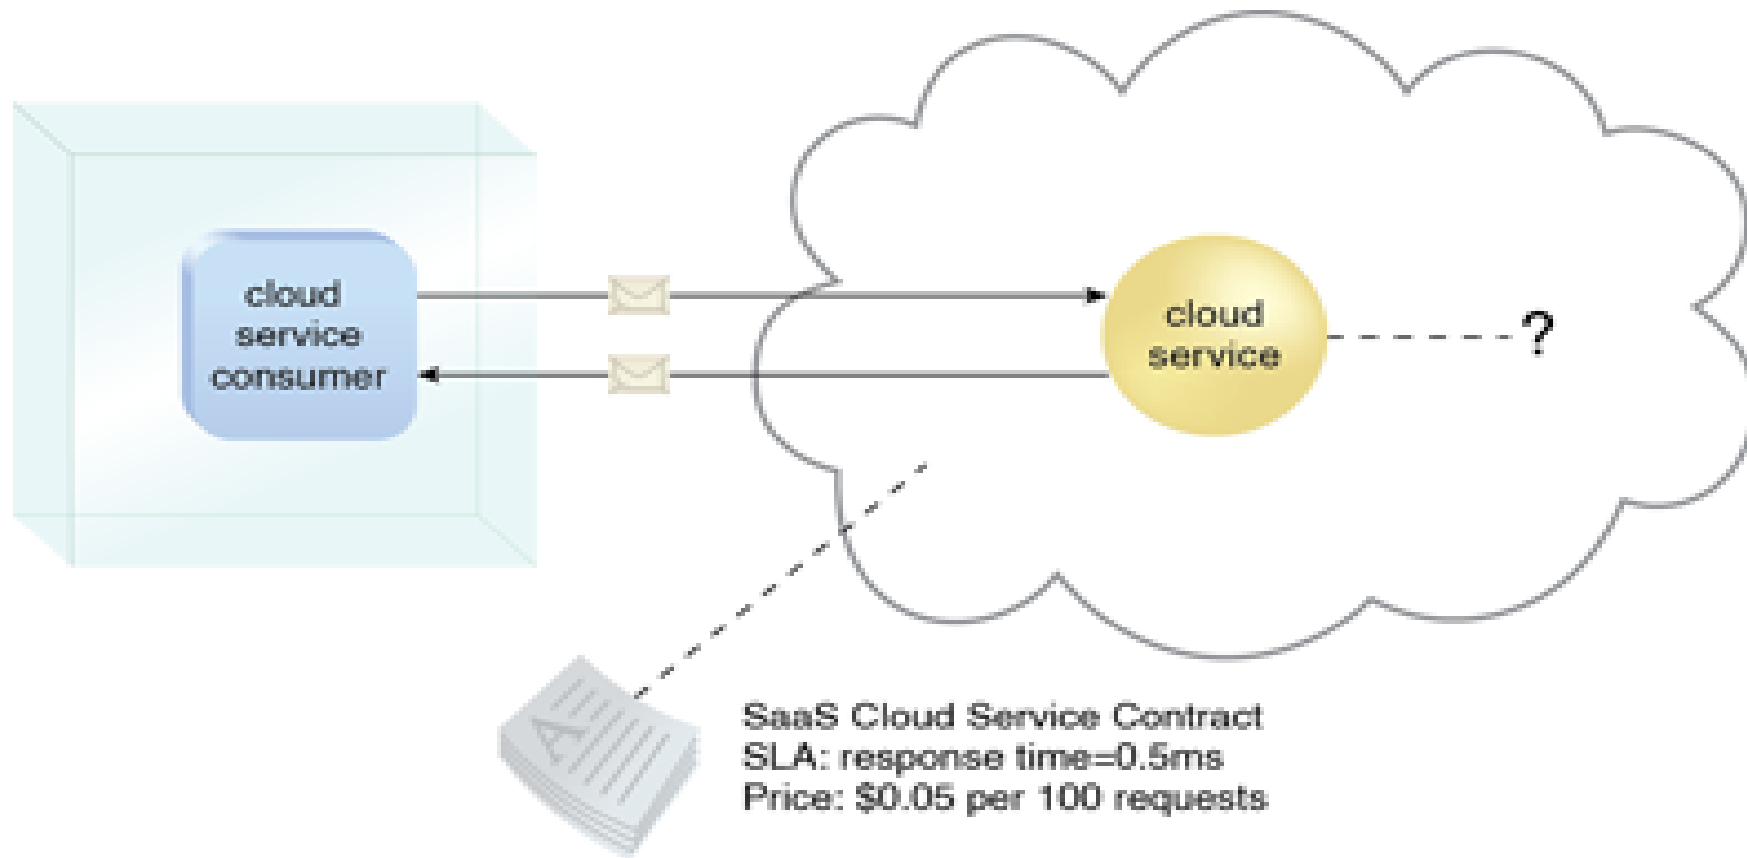 cloud
service
consumer
cloud
service
?
A
SaaS Cloud Service Contract
SLA: response time=0.5ms
Price: $0.05 per 100 requests